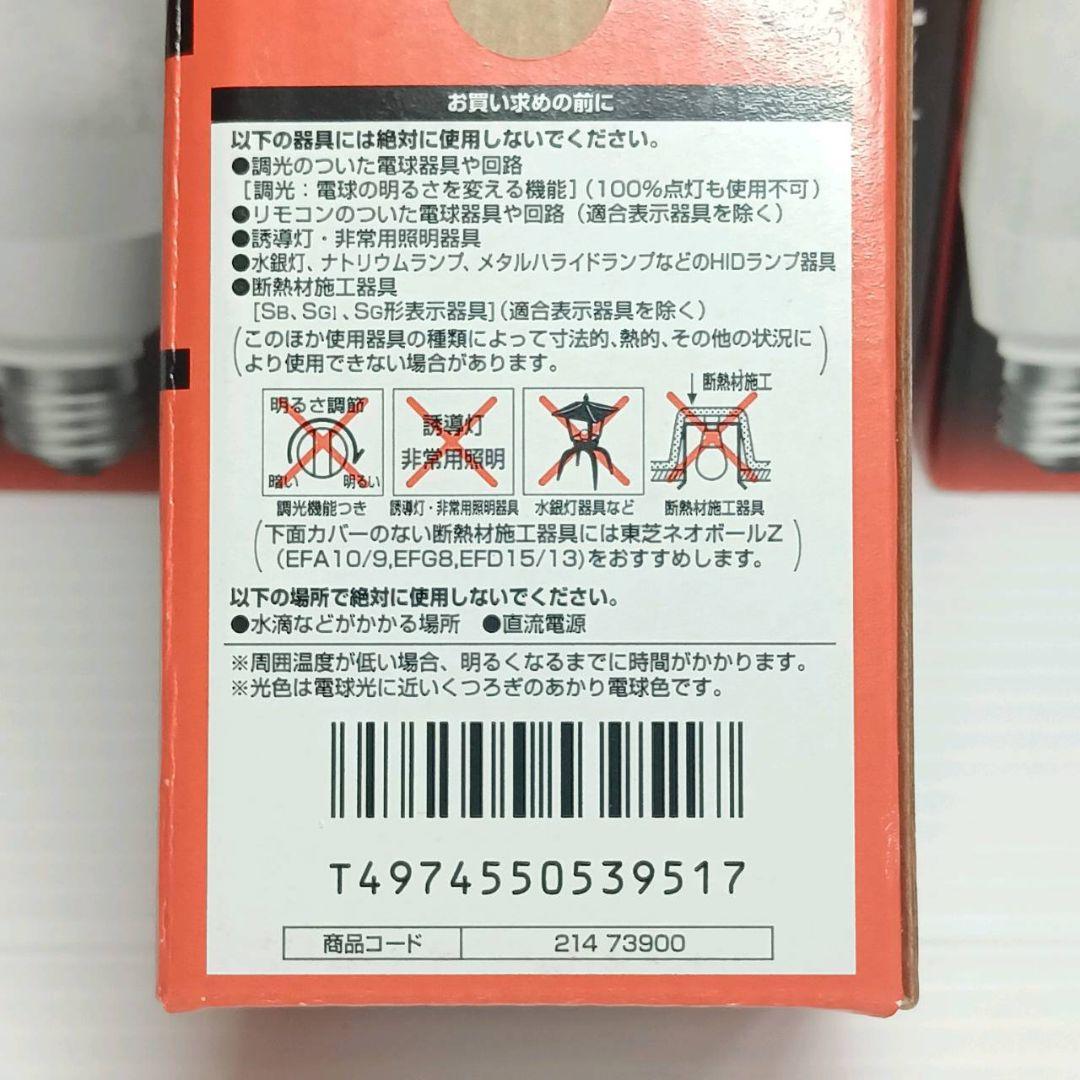 お買い求めの前に
以下の器具には絶対に使用しないでください。
●調光のついた電球器具や回路
[調光：電球の明るさを変える機能]（100%点灯も使用不可）
●リモコンのついた電球器具や回路（適合表示器具を除く）
●誘導灯・非常用照明器具
●水銀灯、ナトリウムランプ、メタルハライドランプなどのHIDランプ器具
●断熱材施工器具
[SB、SGI、SG形表示器具]（適合表示器具を除く）
（このほか使用器具の種類によって寸法的、熱的、その他の状況に
より使用できない場合があります。）
断熱材施工
明るさ調節
暗い 明るい
誘導灯
非常用照明
調光機能つき 誘導灯・非常用照明器具 水銀灯器具など 断熱材施工器具
（下面カバーのない断熱材施工器具には東芝ネオボールZ
（EFA10/9,EFG8,EFD15/13)をおすすめします。）
以下の場所で絶対に使用しないでください。
●水滴などがかかる場所 ●直流電源
※周囲温度が低い場合、明るくなるまでに時間がかかります。
※光色は電球光に近いくつろぎのあかり電球色です。
T4974550539517
商品コード 214 73900